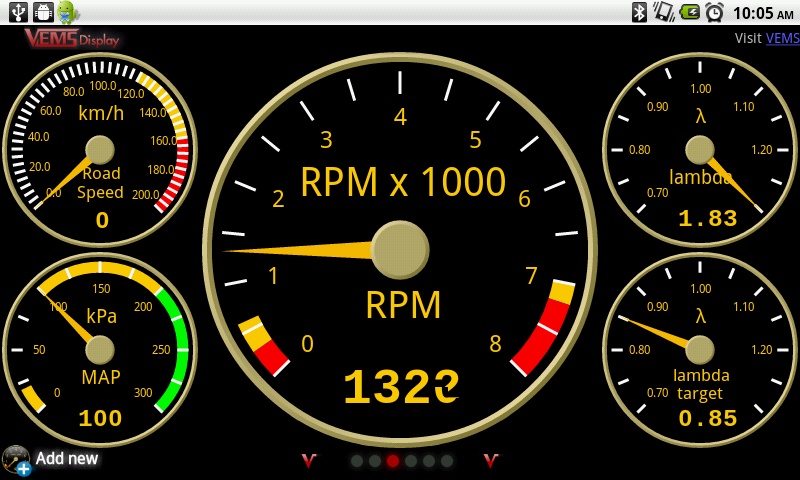 10:05 AM
VEMS Display
Visit VEMS
km/h
0.0
20.0
40.0
60.0
80.0
100.0
120.0
140.0
160.0
180.0
200.0
Road
Speed
0
RPM x 1000
0
1
2
3
4
5
6
7
8
RPM
λ
0.70
0.80
0.90
1.00
1.10
1.20
lambda
1.83
kPa
0
50
100
150
200
250
300
MAP
100
λ
0.70
0.80
0.90
1.00
1.10
1.20
lambda
target
0.85
Add new